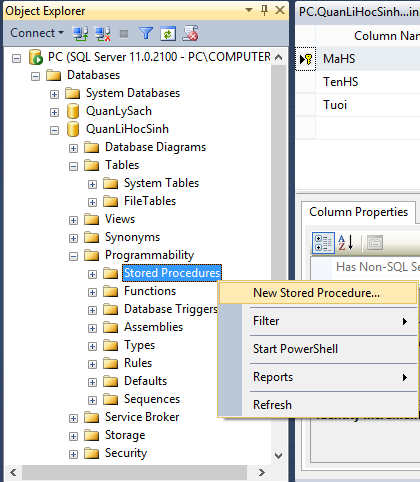 Object Explorer
Connect
PC (SQL Server 11.0.2100 - PC\COMPUTER
Databases
System Databases
QuanLySach
QuanLiHocSinh
Database Diagrams
Tables
System Tables
FileTables
Views
Synonyms
Programmability
Stored Procedures
Functions
Database Triggers
Assemblies
Types
Rules
Defaults
Sequences
Service Broker
Storage
Security
New Stored Procedure...
Filter
Start PowerShell
Reports
Refresh
PC.QuanLiHocSinh...in
Column Name
MaHS
TenHS
Tuoi
Column Properties
Has Non-SQL Se